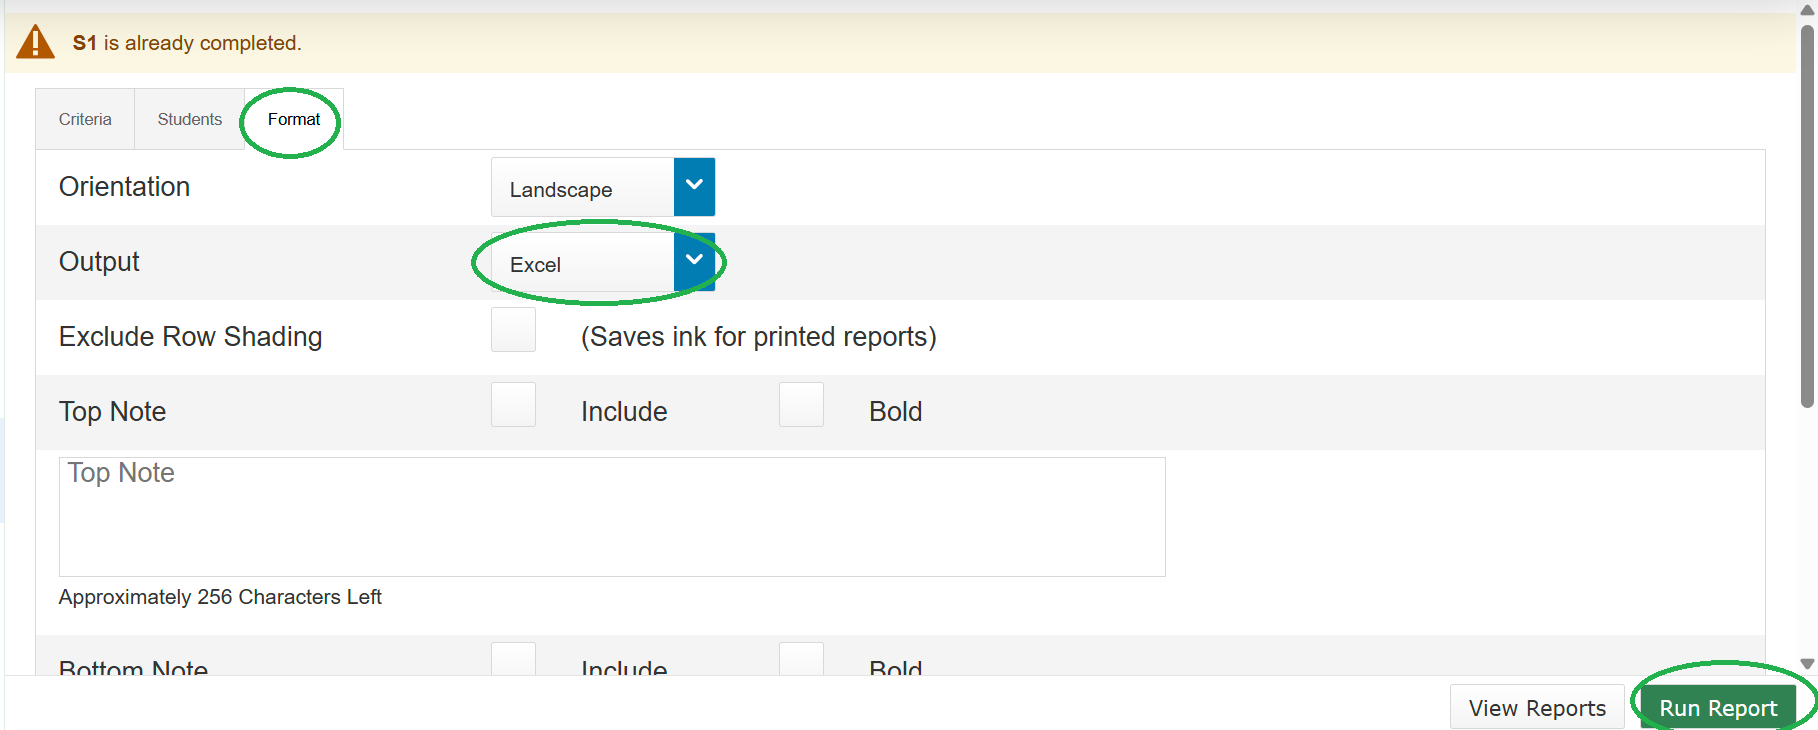 S1 is already completed.
Criteria Students Format
Orientation Landscape
Output Excel
Exclude Row Shading (Saves ink for printed reports)
Top Note Include Bold
Top Note
Approximately 256 Characters Left
Bottom Note Include Bold
View Reports Run Report